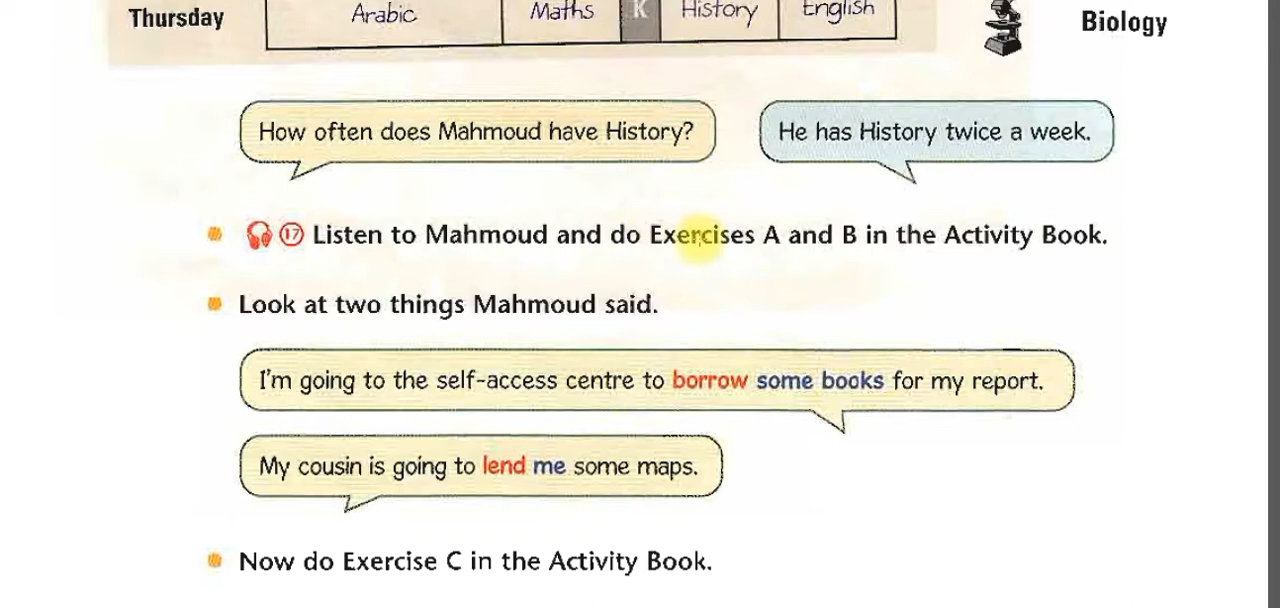 Thursday Arabic Maths K History English Biology
How often does Mahmoud have History? He has History twice a week.
17 Listen to Mahmoud and do Exercises A and B in the Activity Book.
Look at two things Mahmoud said.
I'm going to the self-access centre to borrow some books for my report.
My cousin is going to lend me some maps.
Now do Exercise C in the Activity Book.